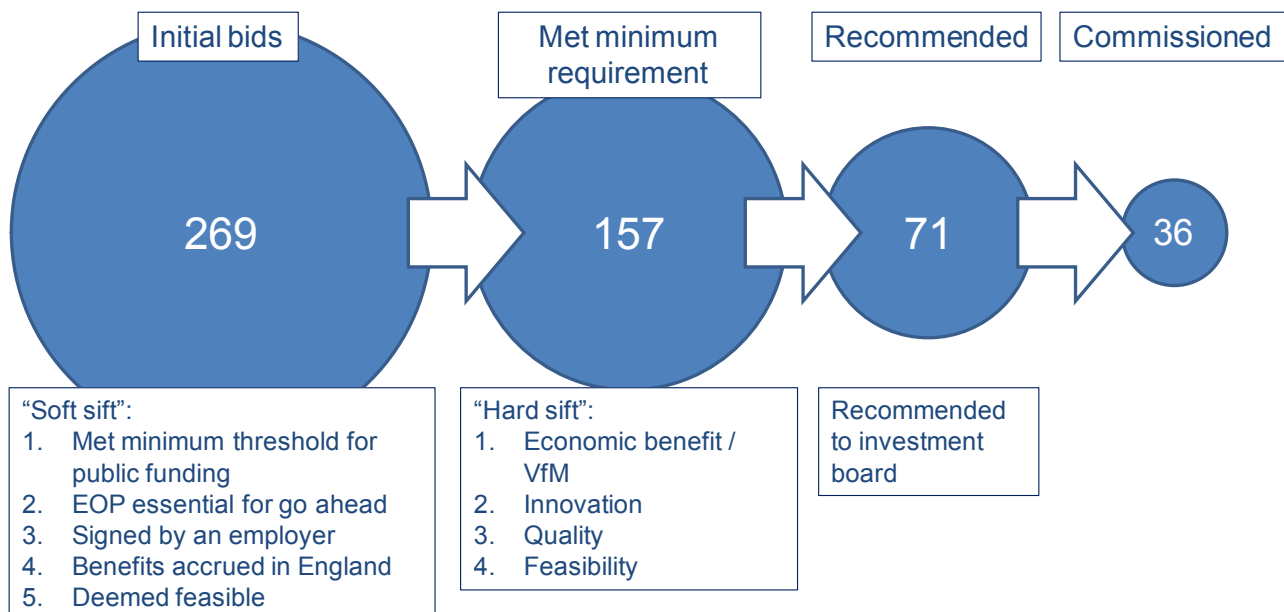 Initial bids
Met minimum
requirement
Recommended
Commissioned
269
157
71
36
“Soft sift”:
1. Met minimum threshold for
public funding
2. EOP essential for go ahead
3. Signed by an employer
4. Benefits accrued in England
5. Deemed feasible
“Hard sift”:
1. Economic benefit /
VfM
2. Innovation
3. Quality
4. Feasibility
Recommended
to investment
board